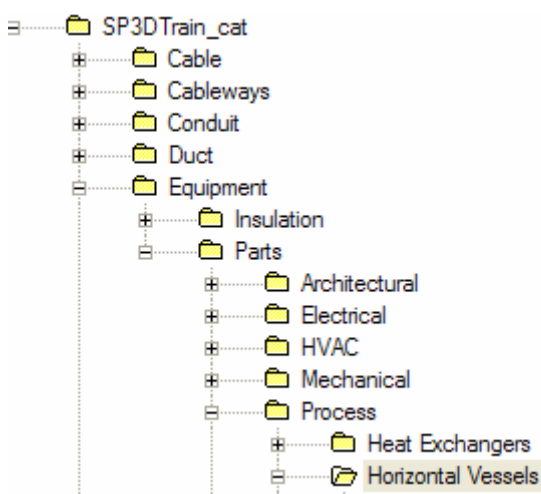 SP3DTrain_cat
Cable
Cableways
Conduit
Duct
Equipment
Insulation
Parts
Architectural
Electrical
HVAC
Mechanical
Process
Heat Exchangers
Horizontal Vessels